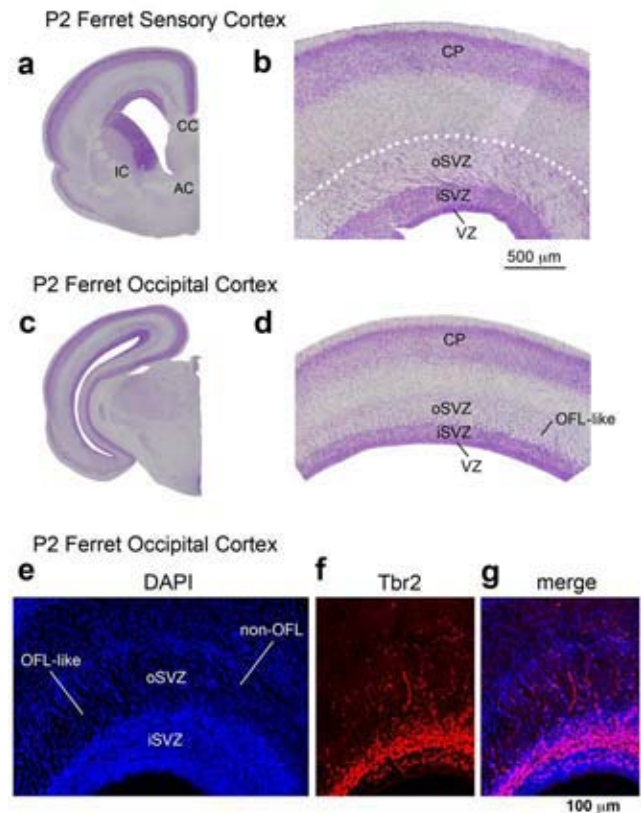 P2 Ferret Sensory Cortex
a
b
CP
CC
IC
AC
oSVZ
iSVZ
VZ
500 μm
P2 Ferret Occipital Cortex
c
d
CP
oSVZ
OFL-like
iSVZ
VZ
P2 Ferret Occipital Cortex
e
DAPI
f
Tbr2
g
merge
OFL-like
non-OFL
oSVZ
iSVZ
100 μm